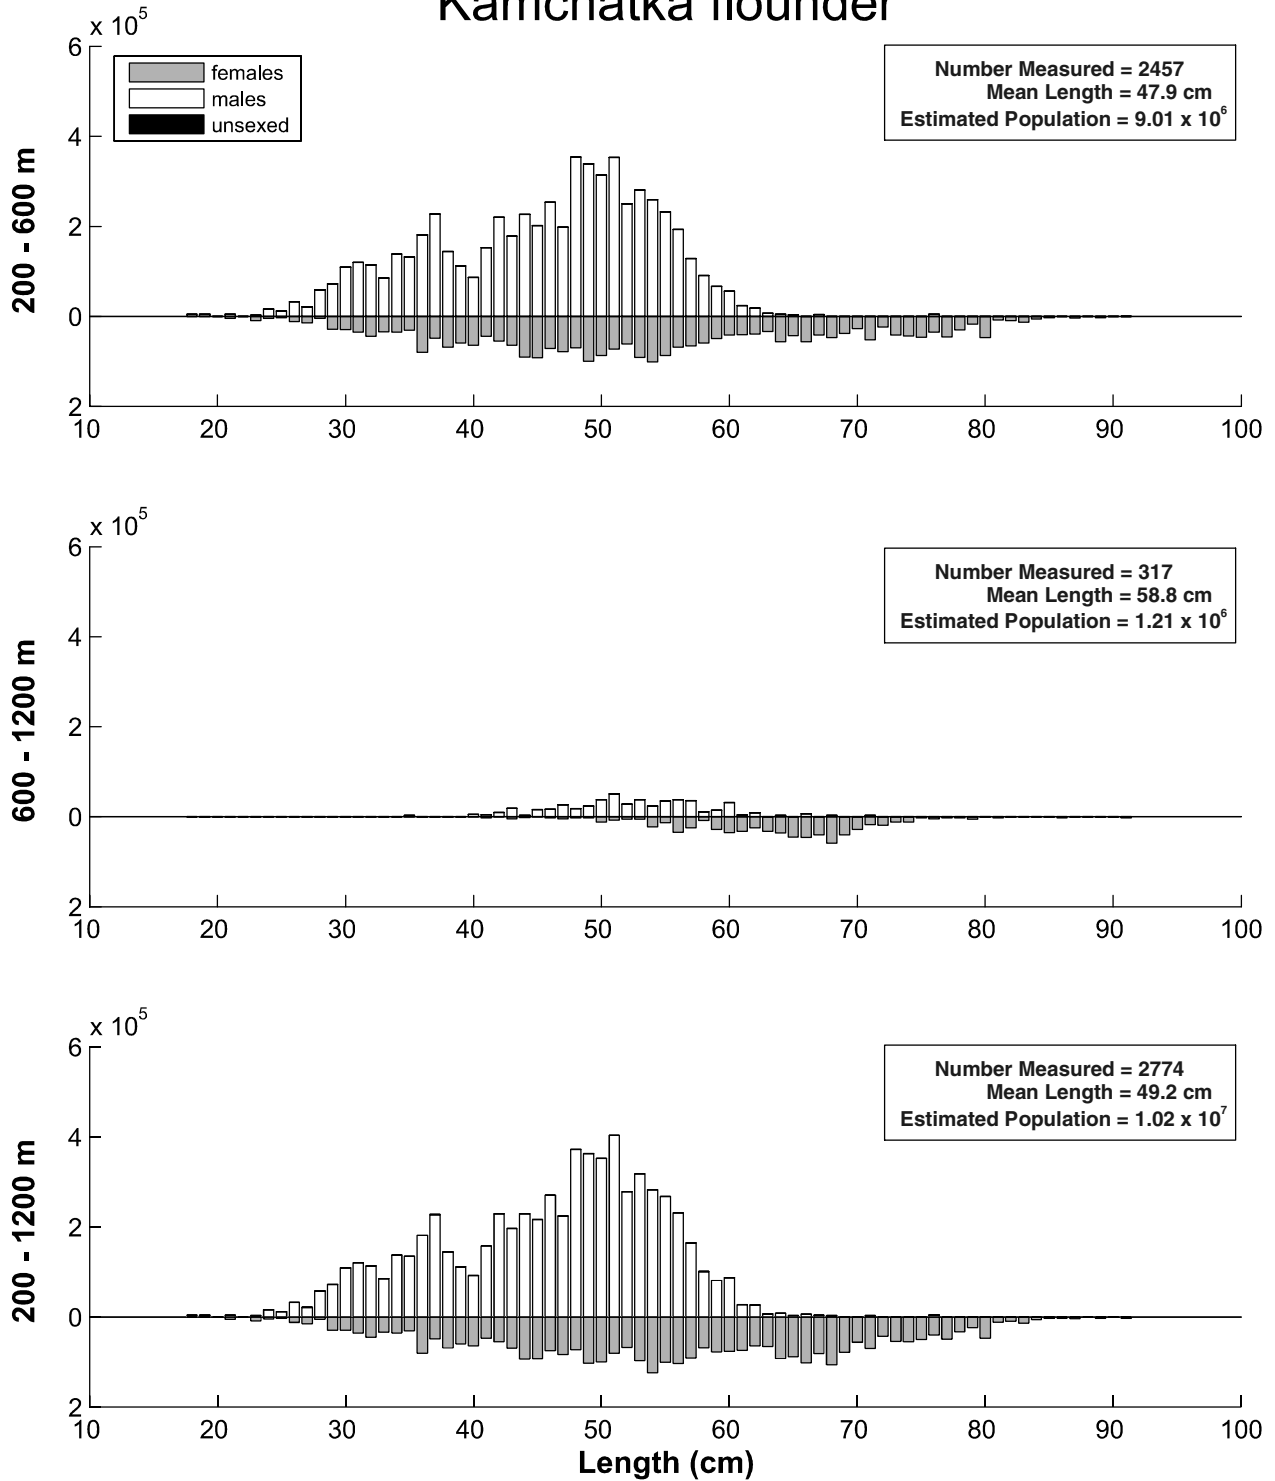 Kamchatka flounder
x 10^5
6
4
2
0
2
200 - 600 m
females
males
unsexed
Number Measured = 2457
Mean Length = 47.9 cm
Estimated Population = 9.01 x 10^6
10 20 30 40 50 60 70 80 90 100
x 10^5
6
4
2
0
2
600 - 1200 m
Number Measured = 317
Mean Length = 58.8 cm
Estimated Population = 1.21 x 10^6
10 20 30 40 50 60 70 80 90 100
x 10^5
6
4
2
0
2
200 - 1200 m
Number Measured = 2774
Mean Length = 49.2 cm
Estimated Population = 1.02 x 10^7
10 20 30 40 50 60 70 80 90 100
Length (cm)